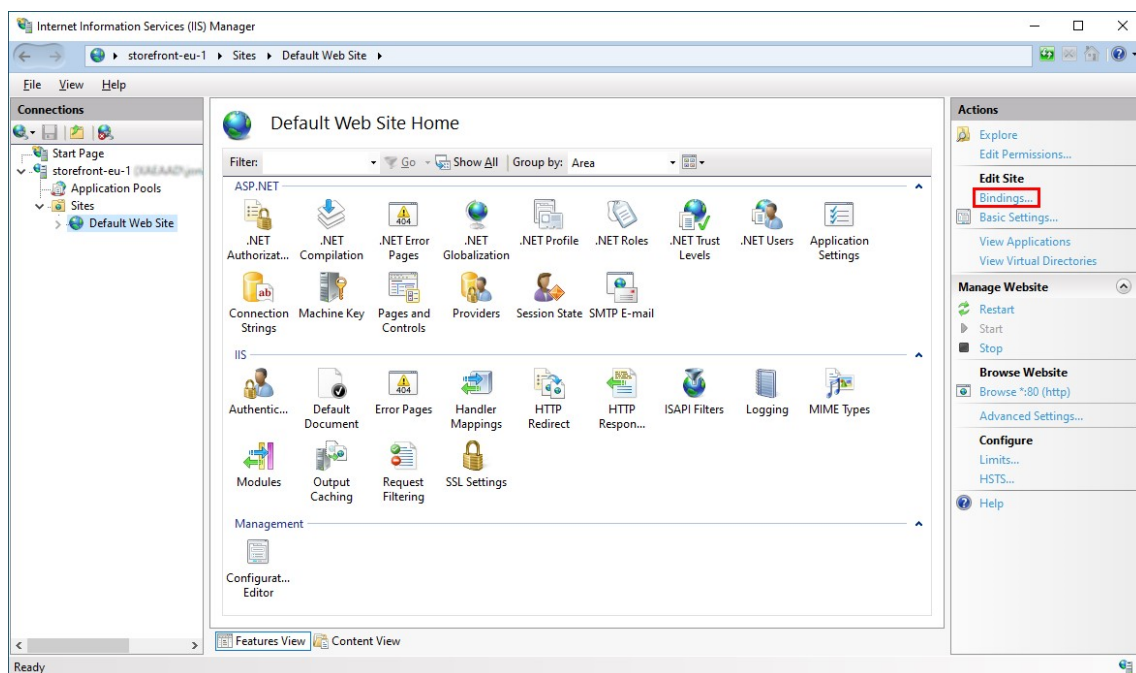 Internet Information Services (IIS) Manager
storefront-eu-1 Sites Default Web Site
File View Help
Connections
Start Page
storefront-eu-1
Application Pools
Sites
Default Web Site
Default Web Site Home
Filter: Go Show All Group by: Area
ASP.NET
.NET Authorizat...
.NET Compilation
.NET Error Pages
.NET Globalization
.NET Profile
.NET Roles
.NET Trust Levels
.NET Users
Application Settings
Connection Strings
Machine Key
Pages and Controls
Providers
Session State
SMTP E-mail
IIS
Authentic...
Default Document
Error Pages
Handler Mappings
HTTP Redirect
HTTP Respon...
ISAPI Filters
Logging
MIME Types
Modules
Output Caching
Request Filtering
SSL Settings
Management
Configurat... Editor
Features View Content View
Ready
Actions
Explore
Edit Permissions...
Edit Site
Bindings...
Basic Settings...
View Applications
View Virtual Directories
Manage Website
Restart
Start
Stop
Browse Website
Browse *:80 (http)
Advanced Settings...
Configure
Limits...
HSTS...
Help